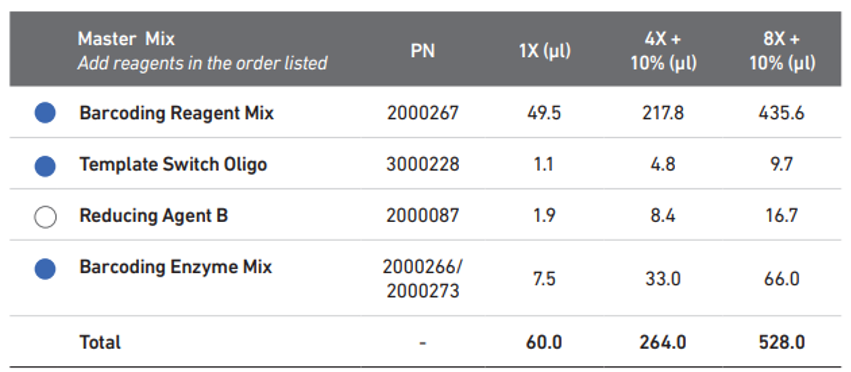 Master Mix
Add reagents in the order listed
PN
1X (µl)
4X +
10% (µl)
8X +
10% (µl)
Barcoding Reagent Mix 2000267 49.5 217.8 435.6
Template Switch Oligo 3000228 1.1 4.8 9.7
Reducing Agent B 2000087 1.9 8.4 16.7
Barcoding Enzyme Mix 2000266/
2000273 7.5 33.0 66.0
Total - 60.0 264.0 528.0